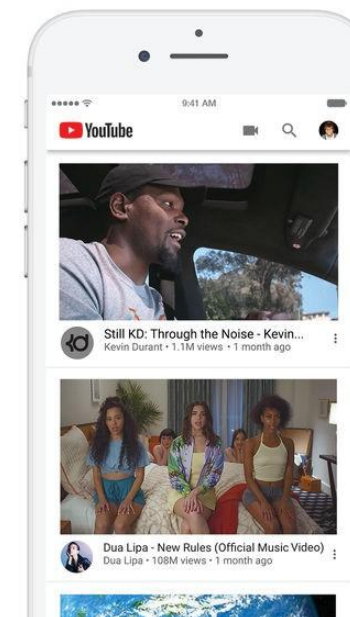 9:41 AM
YouTube
Still KD: Through the Noise - Kevin...
Kevin Durant • 1.1M views • 1 month ago
Dua Lipa - New Rules (Official Music Video)
Dua Lipa • 108M views • 1 month ago